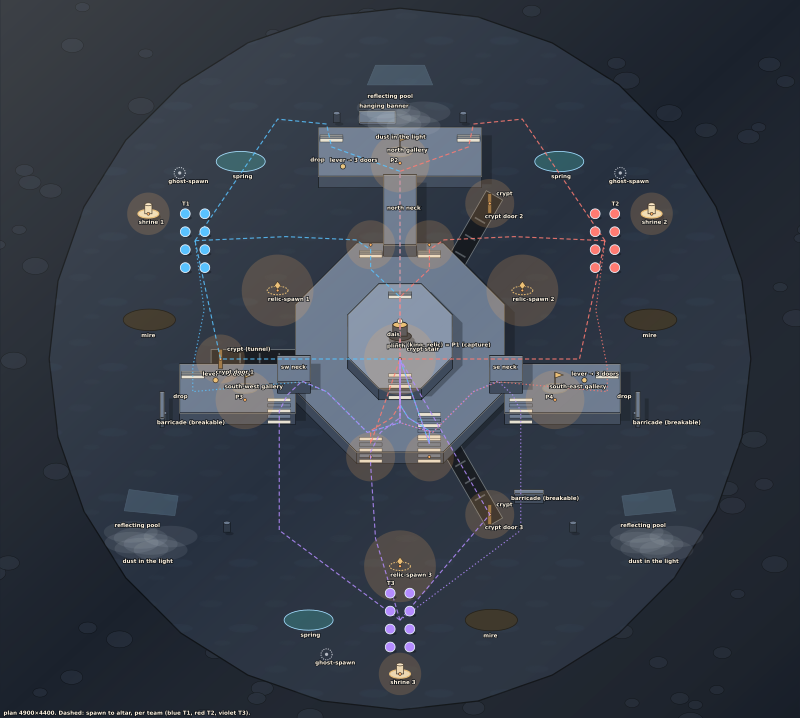 reflecting pool
hanging banner
dust in the light
north gallery
drop
lever→3 doors
P2
spring
spring
ghost-spawn
ghost-spawn
T1
T2
crypt
shrine 1
north neck
crypt door 2
shrine 2
relic-spawn 1
relic-spawn 2
mire
dais
mire
plinth
(king relic) = P1 (capture)
crypt stair
crypt (tunnel)
sw neck
se neck
crypt door 1
lever→3 doors
south-west gallery
south-east gallery
drop
P3
P4
drop
barricade (breakable)
barricade (breakable)
barricade (breakable)
crypt
reflecting pool
crypt door 3
reflecting pool
dust in the light
dust in the light
relic-spawn 3
T3
spring
mire
ghost-spawn
shrine 3
plan 4900×4400. Dashed: spawn to altar, per team (blue T1, red T2, violet T3).